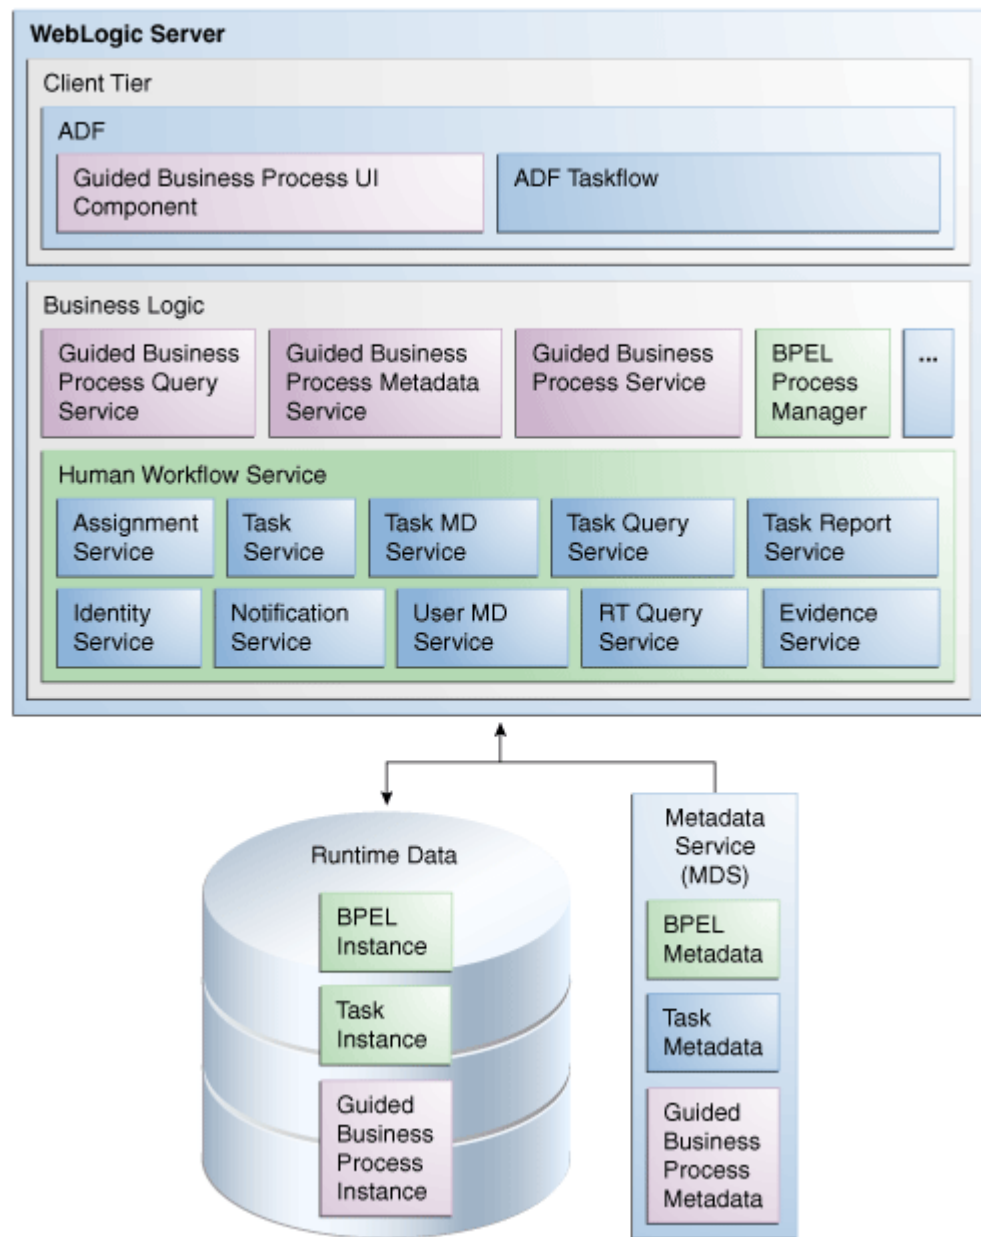 WebLogic Server
Client Tier
ADF
Guided Business Process UI
Component
ADF Taskflow
Business Logic
Guided Business
Process Query
Service
Guided Business
Process Metadata
Service
Guided Business
Process Service
BPEL
Process
Manager
...
Human Workflow Service
Assignment
Service
Task
Service
Task MD
Service
Task Query
Service
Task Report
Service
Identity
Service
Notification
Service
User MD
Service
RT Query
Service
Evidence
Service
Runtime Data
BPEL
Instance
Task
Instance
Guided
Business
Process
Instance
Metadata
Service
(MDS)
BPEL
Metadata
Task
Metadata
Guided
Business
Process
Metadata